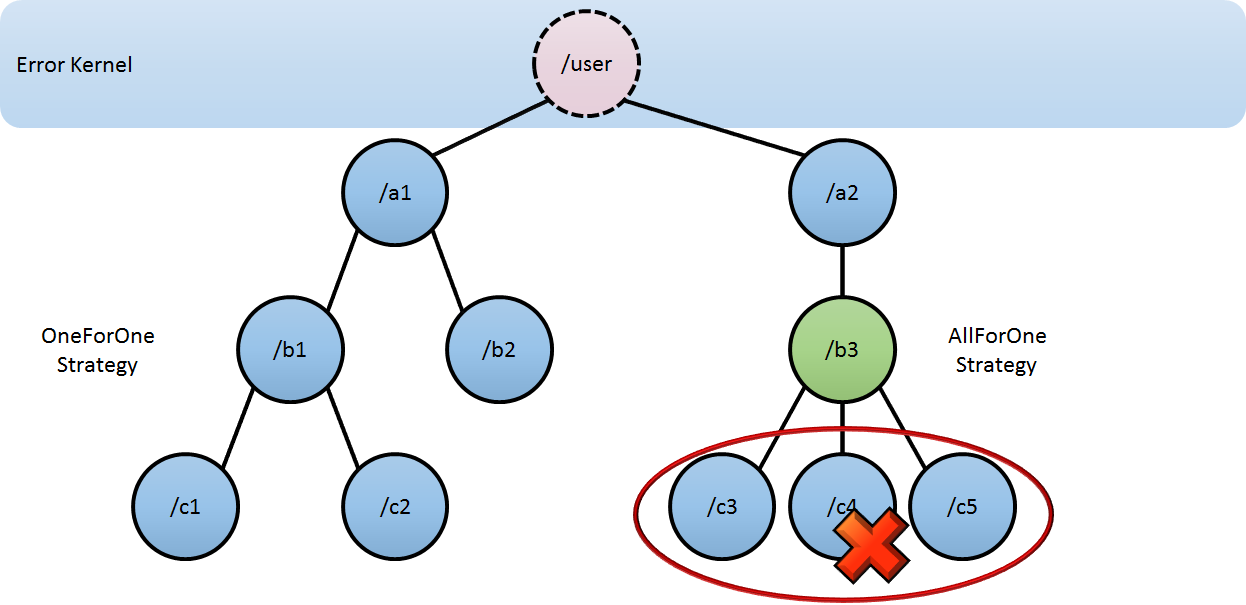 Error Kernel
/user
/a1
/a2
OneForOne
Strategy
/b1
/b2
/b3
AllForOne
Strategy
/c1
/c2
/c3
/c4
/c5